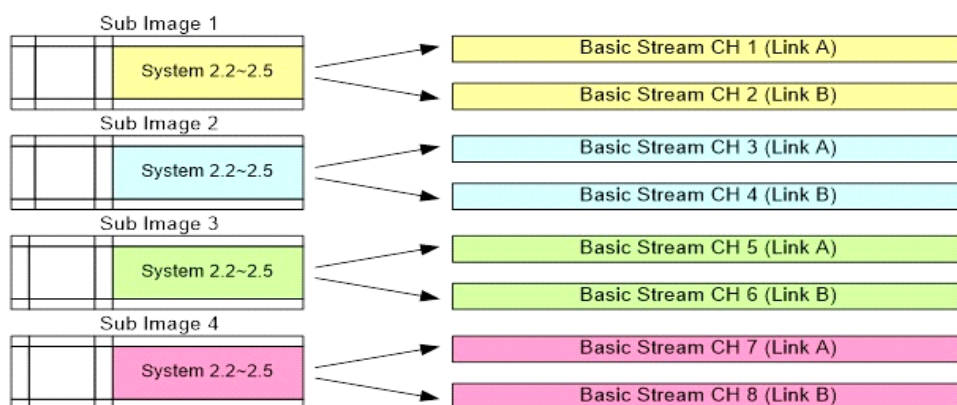 Sub Image 1
System 2.2~2.5
Basic Stream CH 1 (Link A)
Basic Stream CH 2 (Link B)
Sub Image 2
System 2.2~2.5
Basic Stream CH 3 (Link A)
Basic Stream CH 4 (Link B)
Sub Image 3
System 2.2~2.5
Basic Stream CH 5 (Link A)
Basic Stream CH 6 (Link B)
Sub Image 4
System 2.2~2.5
Basic Stream CH 7 (Link A)
Basic Stream CH 8 (Link B)